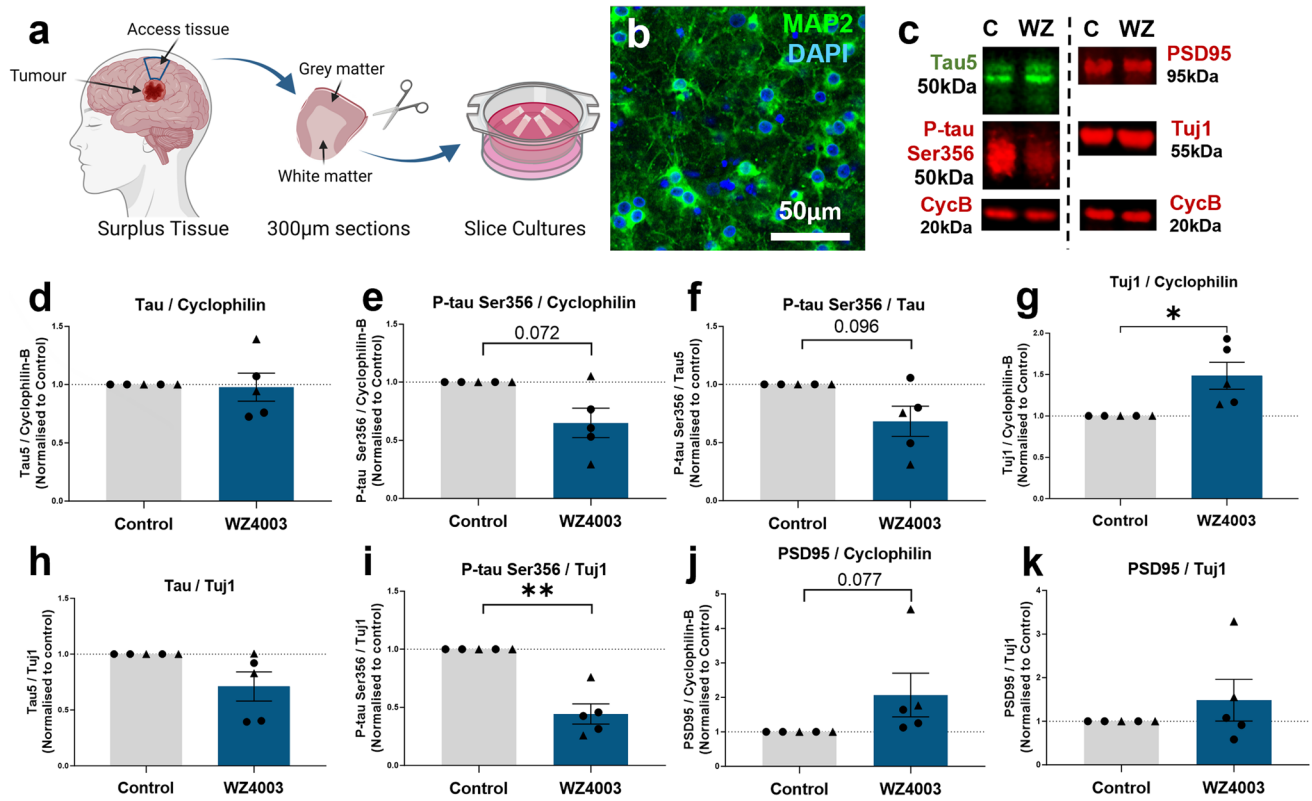 a
Access tissue
Tumour
Grey matter
White matter
Surplus Tissue
300μm sections
Slice Cultures
b
MAP2
DAPI
50μm
c
C WZ
C WZ
Tau5
50kDa
P-tau
Ser356
50kDa
CycB
20kDa
PSD95
95kDa
Tuj1
55kDa
CycB
20kDa
d
Tau / Cyclophilin
Tau5 / Cyclophilin-B
(Normalised to Control)
1.5
1.0
0.5
0.0
Control
WZ4003
e
P-tau Ser356 / Cyclophilin
0.072
P-tau Ser356 / Cyclophilin-B
(Normalised to Control)
1.5
1.0
0.5
0.0
Control
WZ4003
f
P-tau Ser356 / Tau
0.096
P-tau Ser356 / Tau5
(Normalised to Control)
1.5
1.0
0.5
0.0
Control
WZ4003
g
Tuj1 / Cyclophilin
*
Tuj1 / Cyclophilin-B
(Normalised to Control)
2.0
1.5
1.0
0.5
0.0
Control
WZ4003
h
Tau / Tuj1
Tau5 / Tuj1
(Normalised to control)
1.5
1.0
0.5
0.0
Control
WZ4003
i
P-tau Ser356 / Tuj1
**
P-tau Ser356 / Tuj1
(Normalised to control)
1.5
1.0
0.5
0.0
Control
WZ4003
j
PSD95 / Cyclophilin
0.077
PSD95 / Cyclophilin-B
(Normalised to Control)
5
4
3
2
1
0
Control
WZ4003
k
PSD95 / Tuj1
PSD95 / Tuj1
(Normalised to Control)
4
3
2
1
0
Control
WZ4003